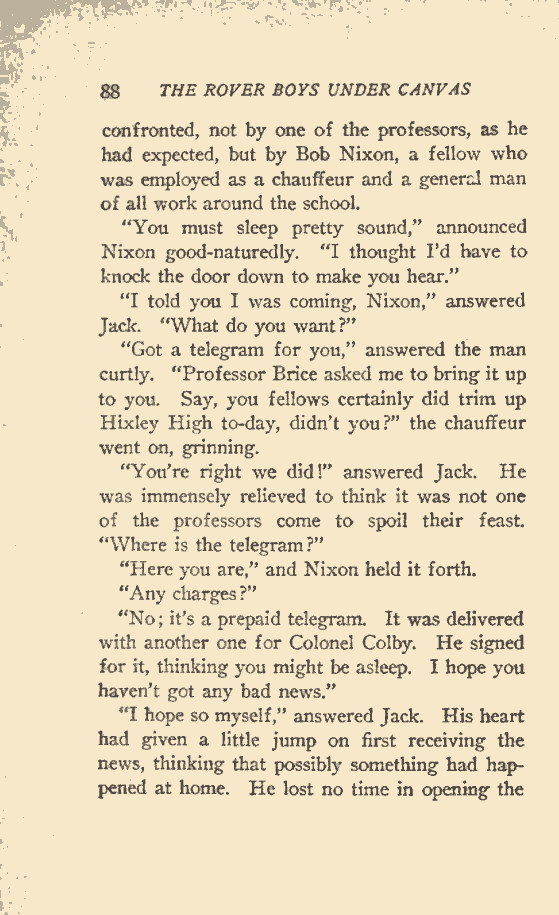 88 THE ROVER BOYS UNDER CANVAS
confronted, not by one of the professors, as he
had expected, but by Bob Nixon, a fellow who
was employed as a chauffeur and a general man
of all work around the school.
“You must sleep pretty sound,” announced
Nixon good-naturedly. “I thought I’d have to
knock the door down to make you hear.”
“I told you I was coming, Nixon,” answered
Jack. “What do you want?”
“Got a telegram for you,” answered the man
curtly. “Professor Brice asked me to bring it up
to you. Say, you fellows certainly did trim up
Hixley High to-day, didn’t you?” the chauffeur
went on, grinning.
“You’re right we did!” answered Jack. He
was immensely relieved to think it was not one
of the professors come to spoil their feast.
“Where is the telegram?”
“Here you are,” and Nixon held it forth.
“Any charges?”
“No; it’s a prepaid telegram. It was delivered
with another one for Colonel Colby. He signed
for it, thinking you might be asleep. I hope you
haven’t got any bad news.”
“I hope so myself,” answered Jack. His heart
had given a little jump on first receiving the
news, thinking that possibly something had hap-
pened at home. He lost no time in opening the